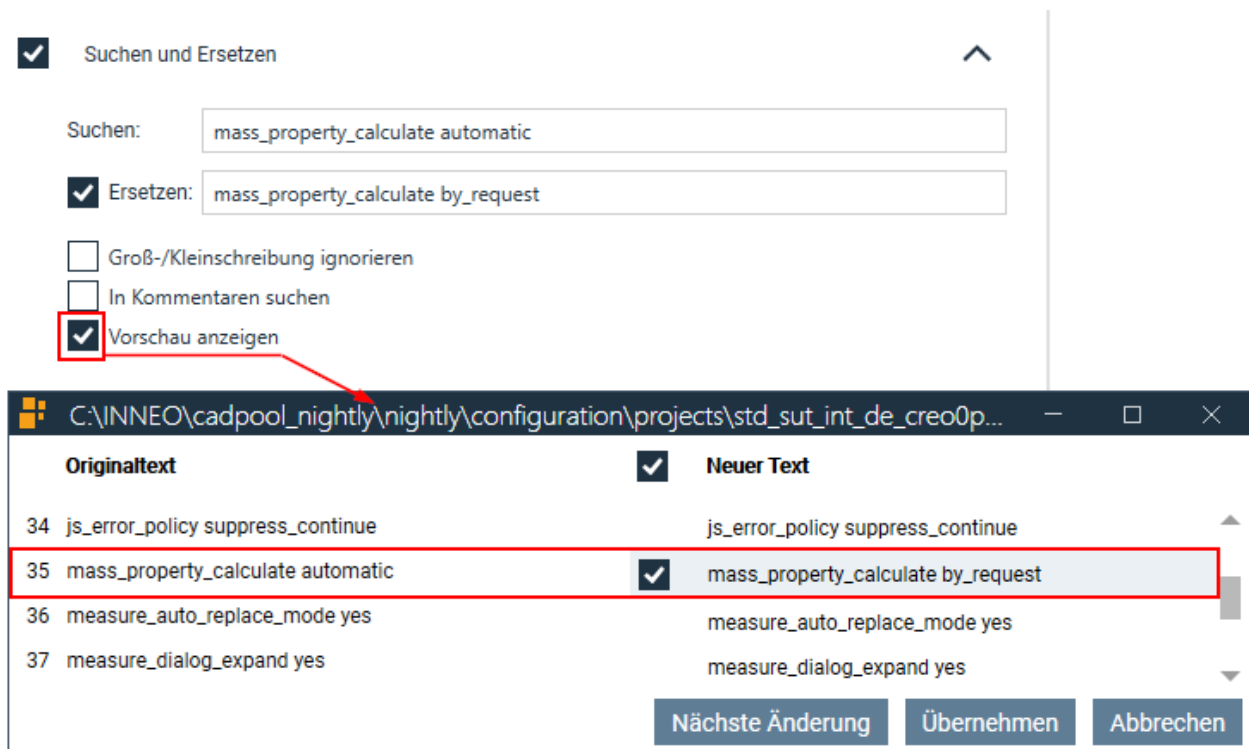 Suchen und Ersetzen
Suchen: mass_property_calculate automatic
Ersetzen: mass_property_calculate by_request
Groß-/Kleinschreibung ignorieren
In Kommentaren suchen
Vorschau anzeigen
C:\INNEO\cadpool_nightly\nightly\configuration\projects\std_sut_int_de_creo0p...
Originaltext Neuer Text
34 js_error_policy suppress_continue js_error_policy suppress_continue
35 mass_property_calculate automatic mass_property_calculate by_request
36 measure_auto_replace_mode yes measure_auto_replace_mode yes
37 measure_dialog_expand yes measure_dialog_expand yes
Nächste Änderung Übernehmen Abbrechen